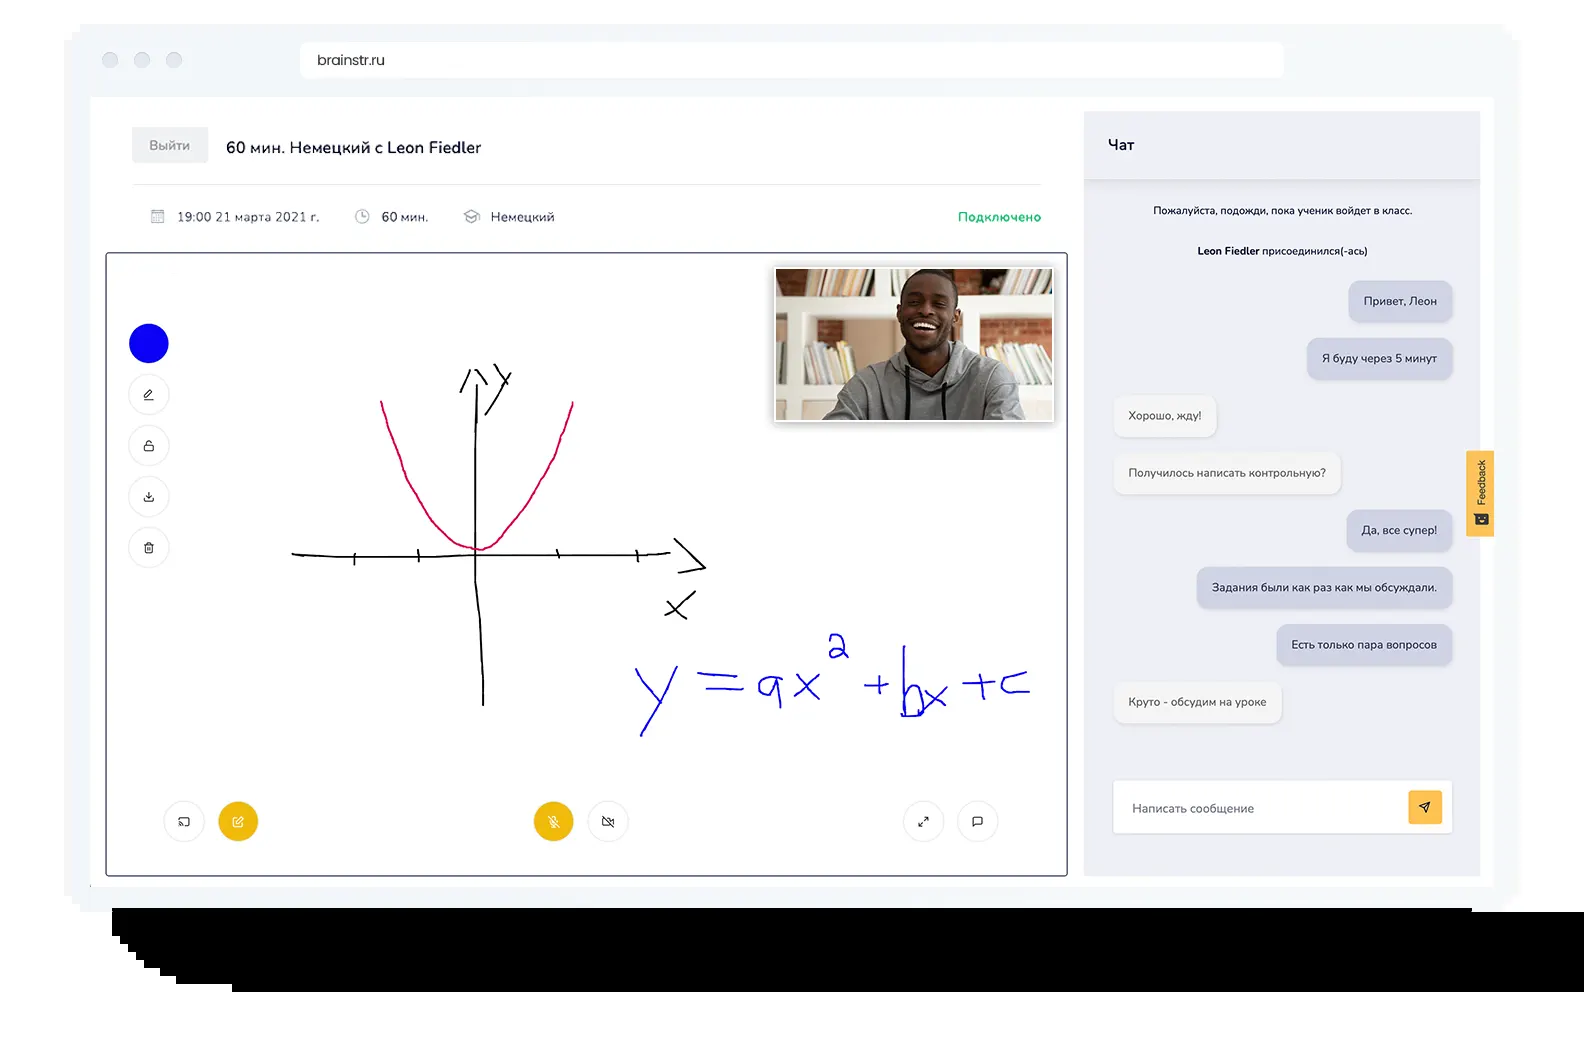 brainstr.ru
Выйти
60 мин. Немецкий с Leon Fiedler
19:00 21 марта 2021 г.
60 мин.
Немецкий
Подключено
y
x
y = ax² + bx + c
Чат
Пожалуйста, подожди, пока ученик войдет в класс.
Leon Fiedler присоединился(-ась)
Привет, Леон
Я буду через 5 минут
Хорошо, жду!
Получилось написать контрольную?
Да, все супер!
Задания были как раз как мы обсуждали.
Есть только пара вопросов
Круто - обсудим на уроке
Написать сообщение
Feedback